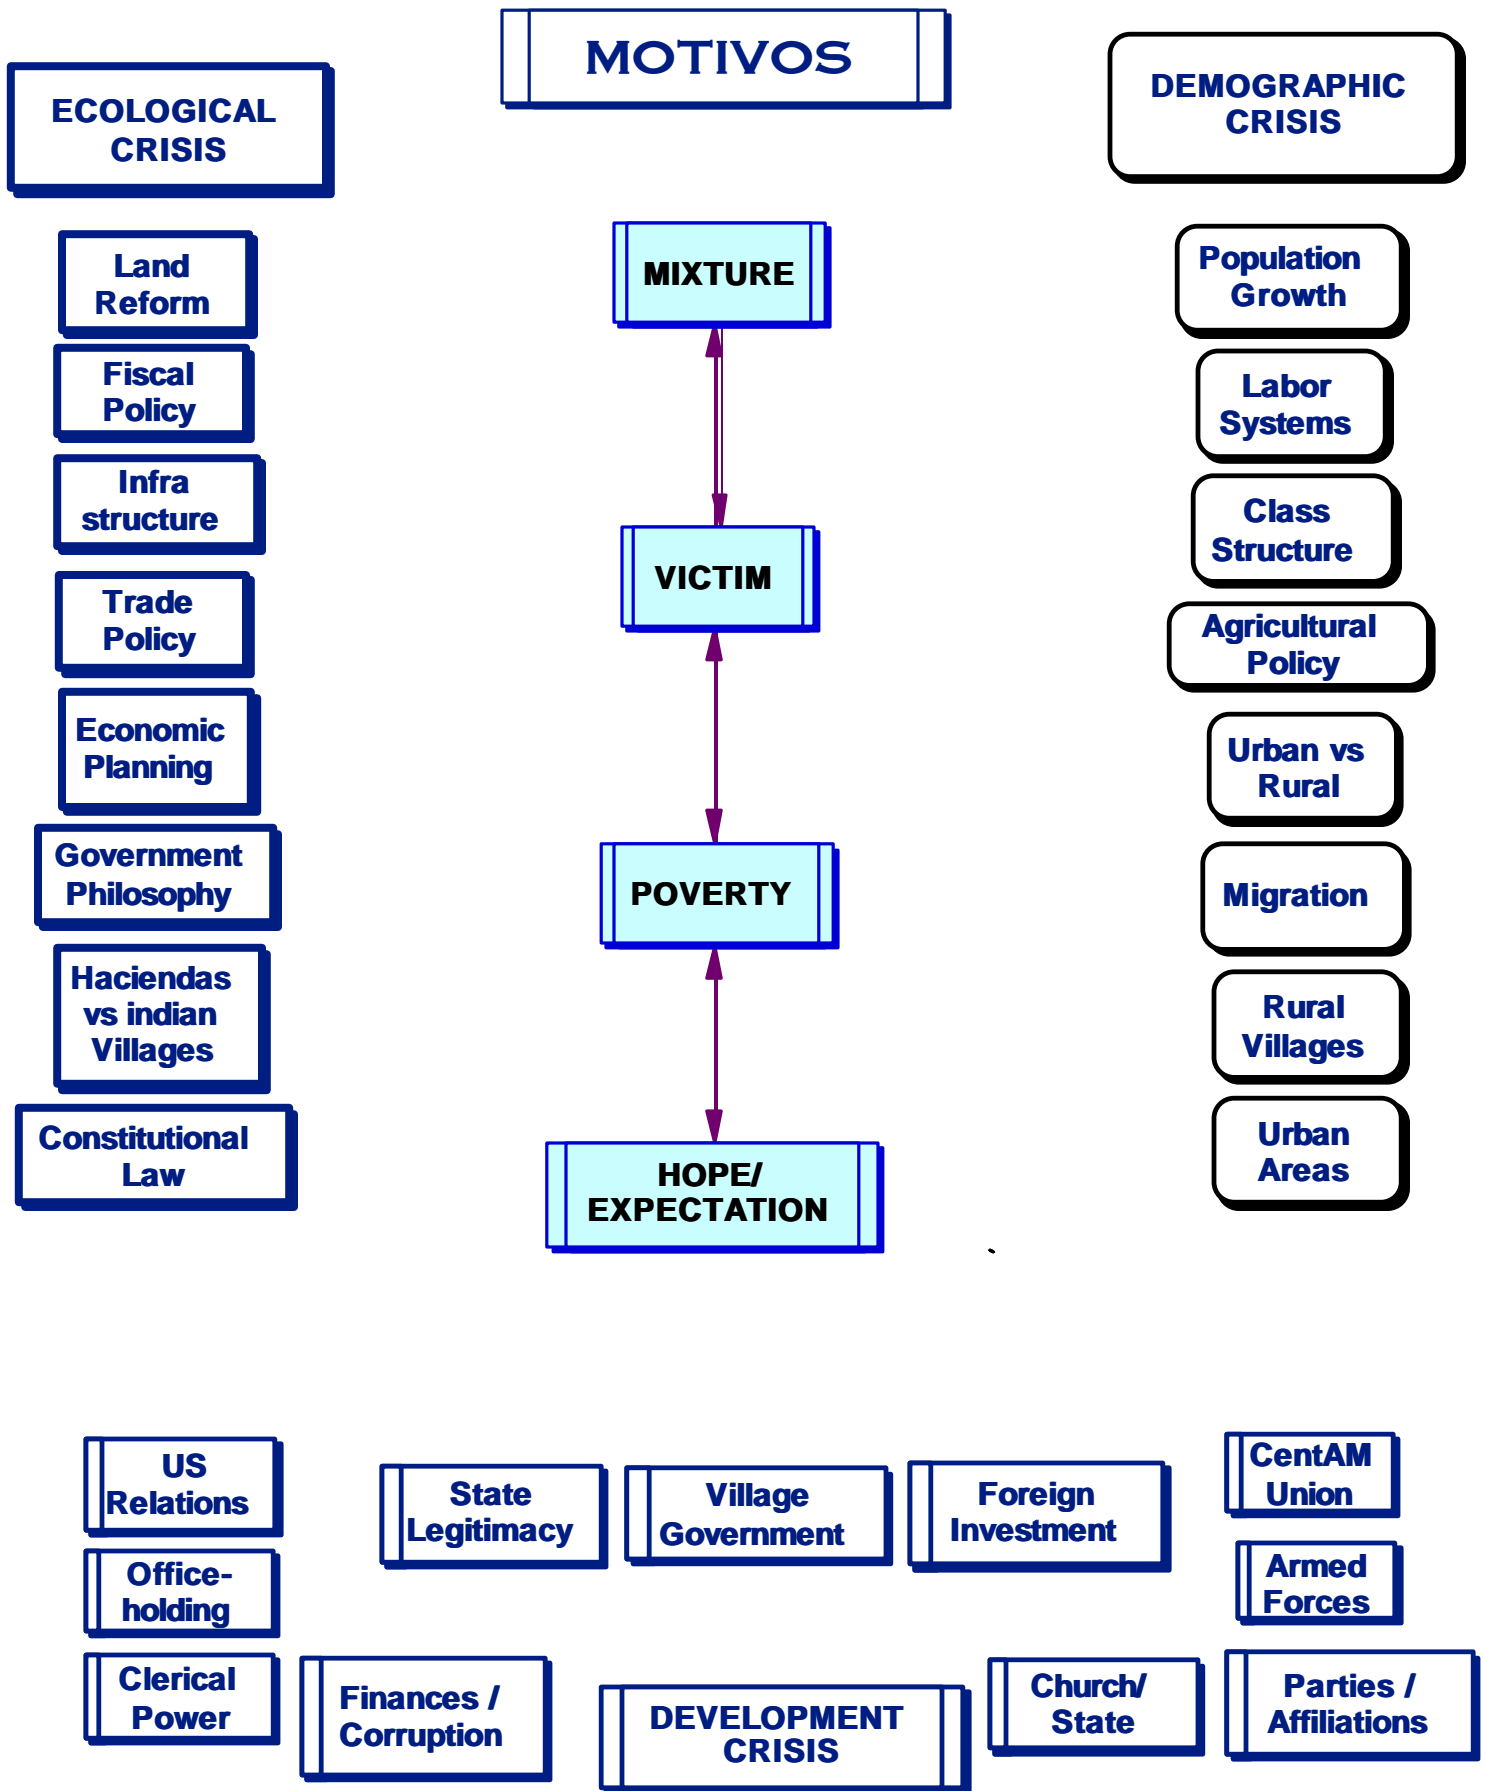 MOTIVOS
ECOLOGICAL
CRISIS
Land
Reform
Fiscal
Policy
Infra
structure
Trade
Policy
Economic
Planning
Government
Philosophy
Haciendas
vs indian
Villages
Constitutional
Law
MIXTURE
VICTIM
POVERTY
HOPE/
EXPECTATION
DEMOGRAPHIC
CRISIS
Population
Growth
Labor
Systems
Class
Structure
Agricultural
Policy
Urban vs
Rural
Migration
Rural
Villages
Urban
Areas
US
Relations
Office-
holding
Clerical
Power
State
Legitimacy
Village
Government
Foreign
Investment
CentAM
Union
Armed
Forces
Finances /
Corruption
DEVELOPMENT
CRISIS
Church/
State
Parties /
Affiliations